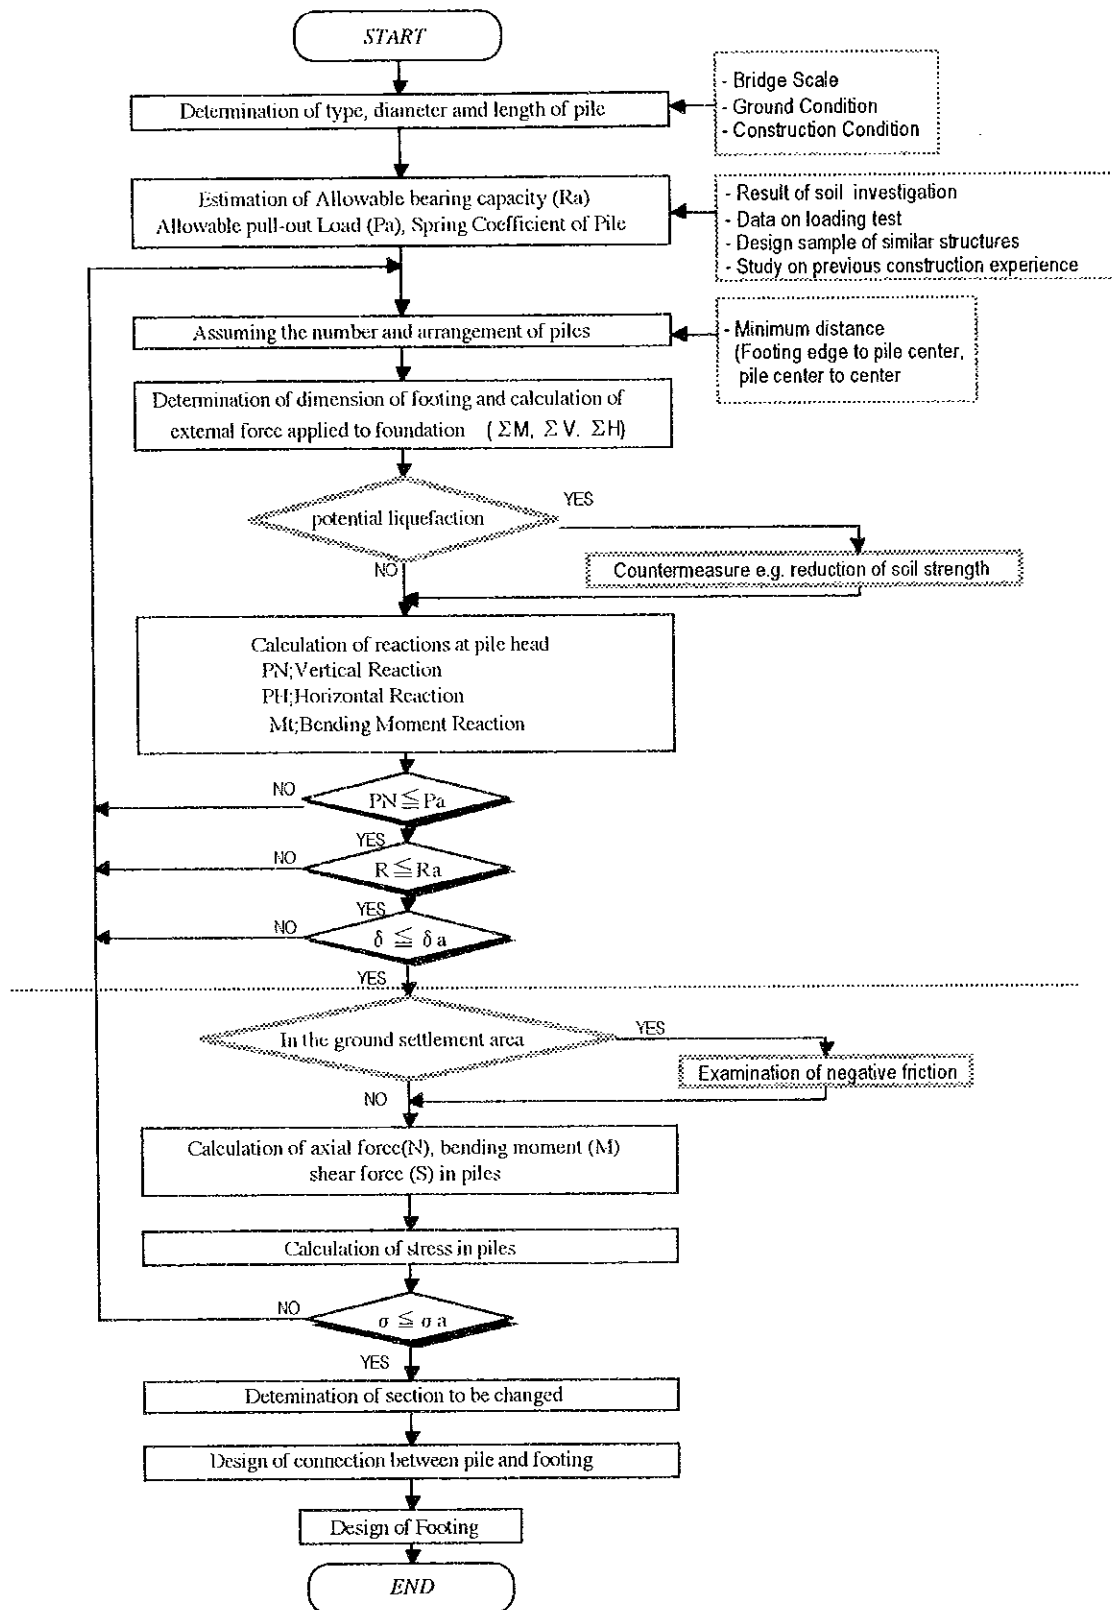 START
Determination of type, diameter amd length of pile
- Bridge Scale
- Ground Condition
- Construction Condition
Estimation of Allowable bearing capacity (Ra)
Allowable pull-out Load (Pa), Spring Coefficient of Pile
- Result of soil investigation
- Data on loading test
- Design sample of similar structures
- Study on previous construction experience
Assuming the number and arrangement of piles
- Minimum distance
(Footing edge to pile center,
pile center to center
Determination of dimension of footing and calculation of
external force applied to foundation ( ΣM, ΣV. ΣH)
potential liquefaction
YES
NO
Countermeasure e.g. reduction of soil strength
Calculation of reactions at pile head
PN;Vertical Reaction
PH;Horizontal Reaction
Mt;Bending Moment Reaction
NO
PN≦Pa
YES
NO
R≦Ra
YES
NO
δ ≦ δ a
YES
In the ground settlement area
YES
Examination of negative friction
NO
Calculation of axial force(N), bending moment (M)
shear force (S) in piles
Calculation of stress in piles
NO
σ ≦ σ a
YES
Detemination of section to be changed
Design of connection between pile and footing
Design of Footing
END